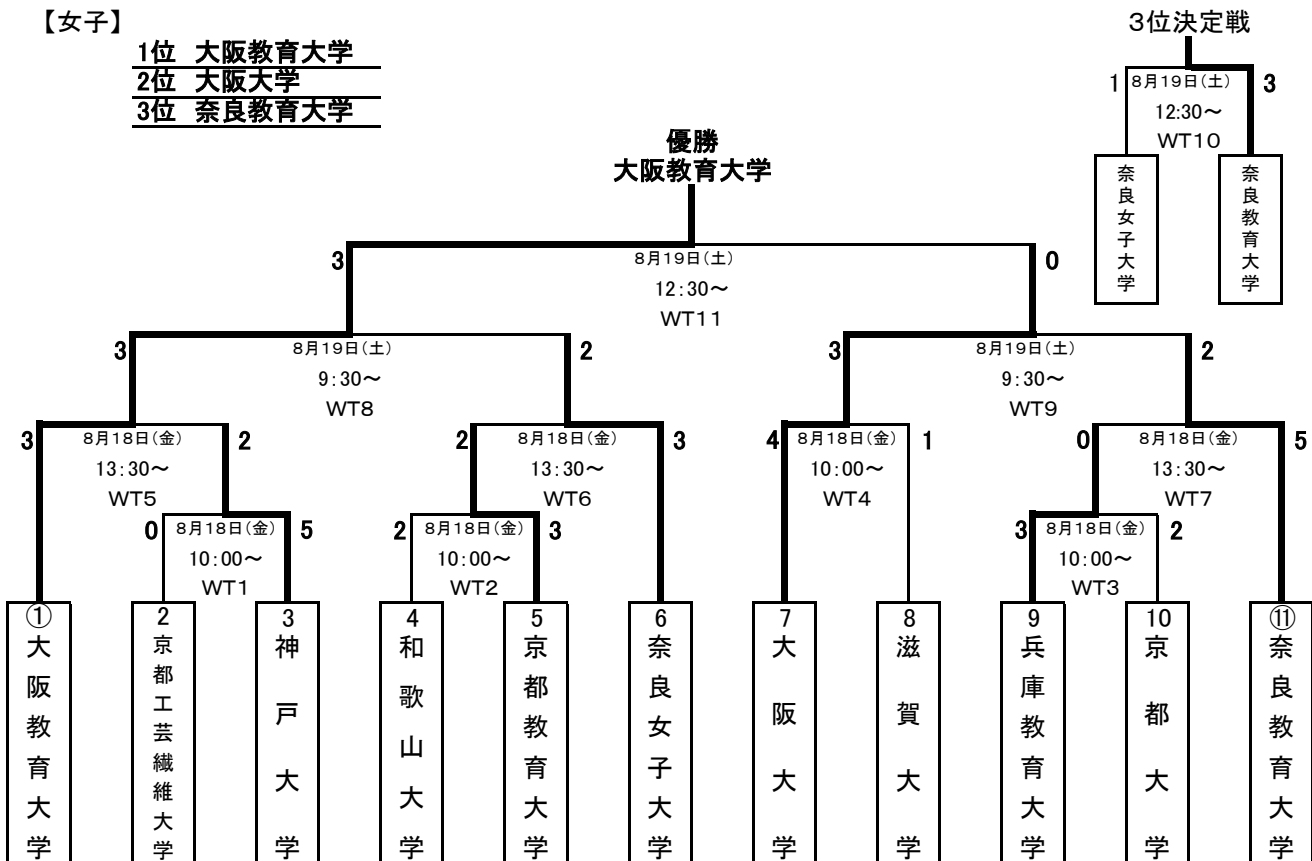 【女子】
1位 大阪教育大学
2位 大阪大学
3位 奈良教育大学
3位決定戦
1 8月19日(土) 3
12:30～
WT10
奈良女子大学
奈良教育大学
優勝
大阪教育大学
3 8月19日(土) 0
12:30～
WT11
3 8月19日(土) 2
9:30～
WT8
3 8月19日(土) 2
9:30～
WT9
3 8月18日(金) 2
13:30～
WT5
2 8月18日(金) 3
13:30～
WT6
4 8月18日(金) 1
10:00～
WT4
0 8月18日(金) 5
13:30～
WT7
0 8月18日(金) 5
10:00～
WT1
2 8月18日(金) 3
10:00～
WT2
3 8月18日(金) 2
10:00～
WT3
① 大阪教育大学
2 京都工芸繊維大学
3 神戸大学
4 和歌山大学
5 京都教育大学
6 奈良女子大学
7 大阪大学
8 滋賀大学
9 兵庫教育大学
10 京都大学
⑪ 奈良教育大学